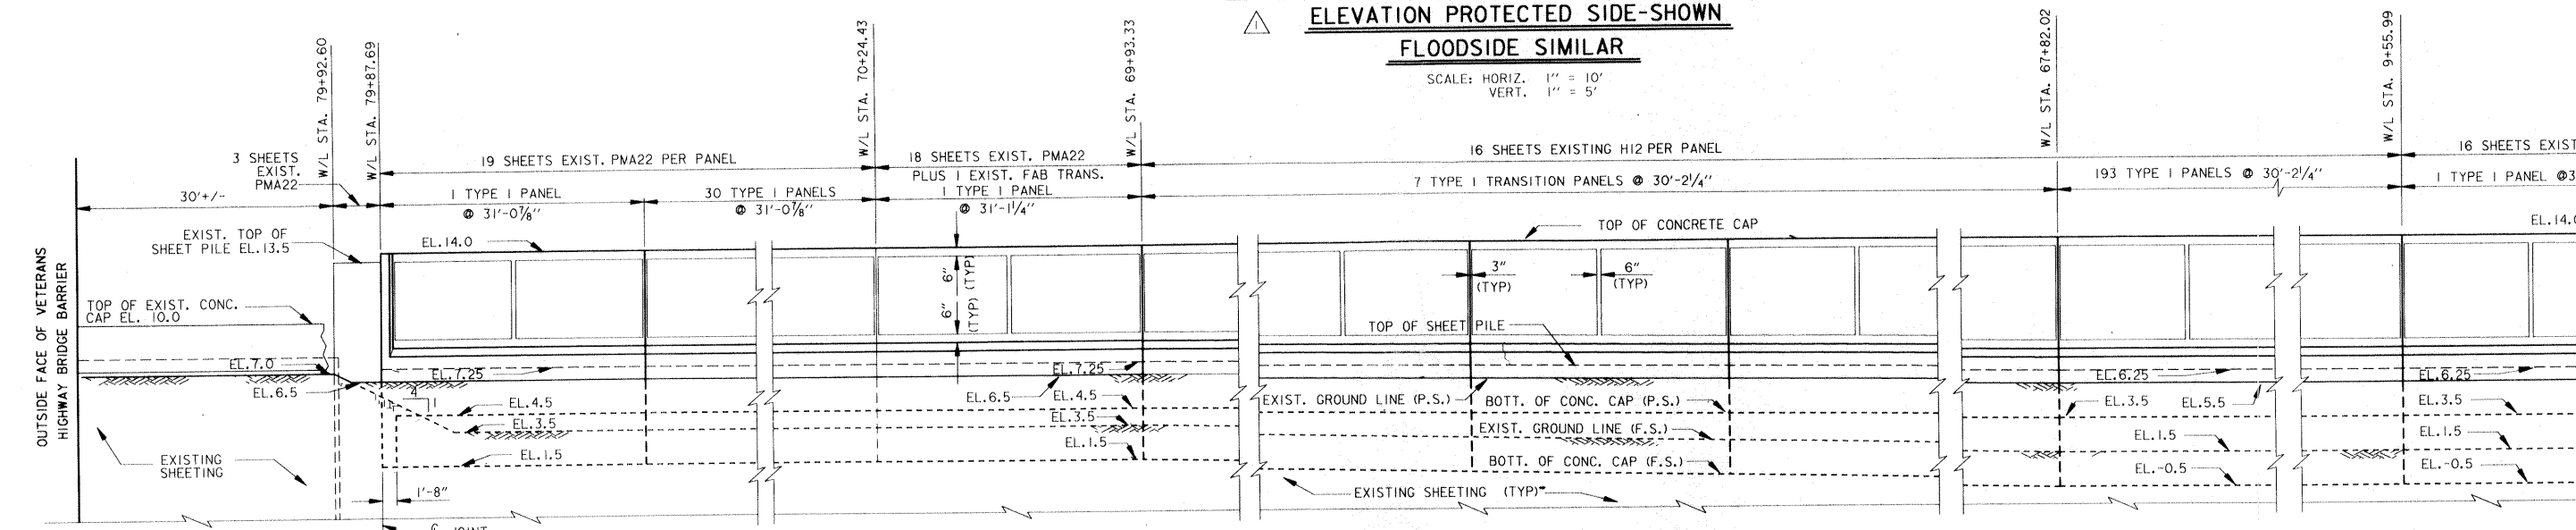 ELEVATION PROTECTED SIDE-SHOWN
FLOODSIDE SIMILAR
SCALE: HORIZ. 1" = 10'
VERT. 1" = 5'
1
W/L STA. 79+92.60
W/L STA. 79+87.69
W/L STA. 70+24.43
W/L STA. 69+93.33
W/L STA. 67+82.02
W/L STA. 9+55.99
3 SHEETS
EXIST.
PMA22
19 SHEETS EXIST. PMA22 PER PANEL
18 SHEETS EXIST. PMA22
PLUS 1 EXIST. FAB TRANS.
16 SHEETS EXISTING H12 PER PANEL
16 SHEETS EXIST
30'+/-
1 TYPE 1 PANEL
@ 31'-0⅞"
30 TYPE 1 PANELS
@ 31'-0⅞"
1 TYPE 1 PANEL
@ 31'-1¼"
7 TYPE 1 TRANSITION PANELS @ 30'-2¼"
193 TYPE 1 PANELS @ 30'-2¼"
1 TYPE 1 PANEL @3
EXIST. TOP OF
SHEET PILE EL.13.5
EL.14.0
TOP OF CONCRETE CAP
EL.14.0
6" 6"
(TYP) (TYP)
3"
(TYP)
6"
(TYP)
OUTSIDE FACE OF VETERANS
HIGHWAY BRIDGE BARRIER
TOP OF EXIST. CONC.
CAP EL. 10.0
TOP OF SHEET PILE
EL.7.0
EL.7.25
EL.7.25
EL.6.25
EL.6.25
EL.6.5
4
1
EL.4.5
EL.3.5
EL.1.5
EL.6.5
EL.4.5
EL.3.5
EL.1.5
EXIST. GROUND LINE (P.S.)
BOTT. OF CONC. CAP (P.S.)
EXIST. GROUND LINE (F.S.)
BOTT. OF CONC. CAP (F.S.)
EL.3.5
EL.5.5
EL.3.5
EL.1.5
EL.1.5
EL.-0.5
EL.-0.5
EXISTING
SHEETING
1'-8"
EXISTING SHEETING (TYP)